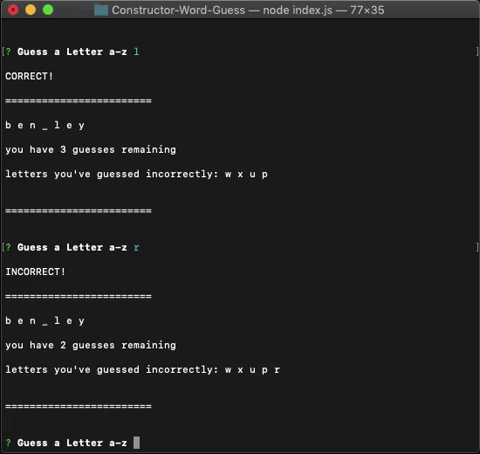 Constructor-Word-Guess — node index.js — 77×35
[? Guess a Letter a-z l ]
CORRECT!
========================
b e n _ l e y
you have 3 guesses remaining
letters you've guessed incorrectly: w x u p
========================
[? Guess a Letter a-z r ]
INCORRECT!
========================
b e n _ l e y
you have 2 guesses remaining
letters you've guessed incorrectly: w x u p r
========================
? Guess a Letter a-z